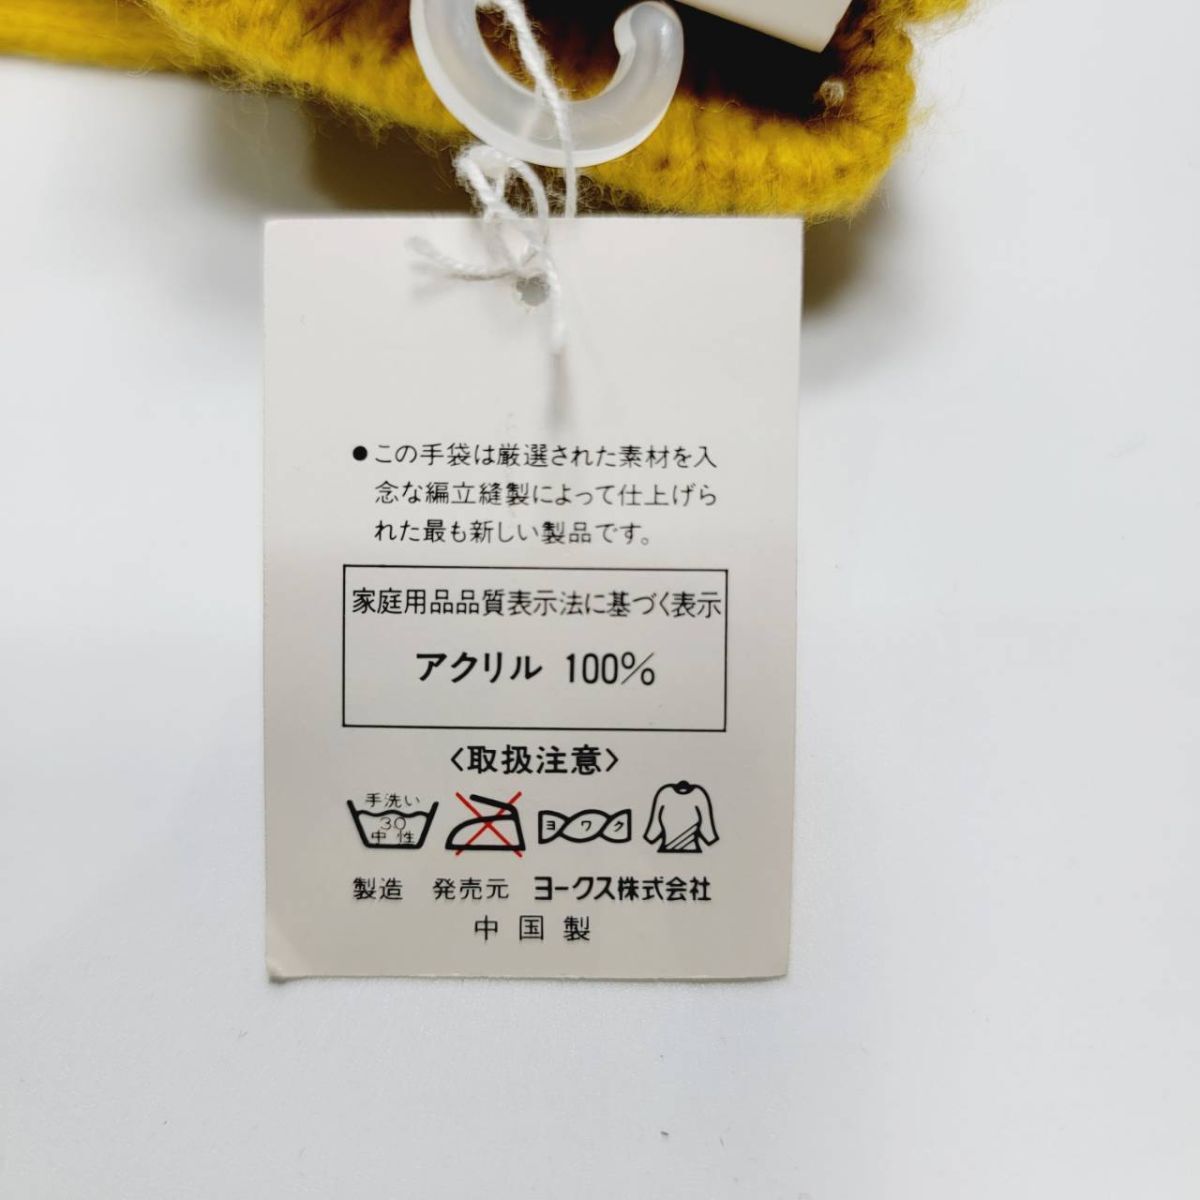 ●この手袋は厳選された素材を入
念な編立縫製によって仕上げら
れた最も新しい製品です。
家庭用品品質表示法に基づく表示
アクリル 100%
〈取扱注意〉
手洗い
30
中性
ヨワク
製造 発売元 ヨークス株式会社
中国製